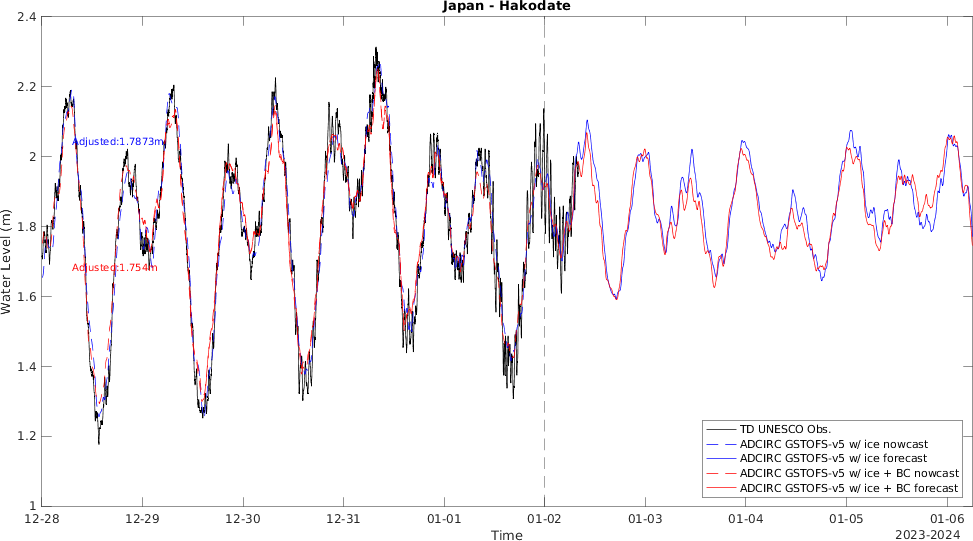 Japan - Hakodate
2.4
2.2
2
1.8
1.6
1.4
1.2
1
Water Level (m)
Adjusted:1.7873m
Adjusted:1.754m
TD UNESCO Obs.
ADCIRC GSTOFS-v5 w/ ice nowcast
ADCIRC GSTOFS-v5 w/ ice forecast
ADCIRC GSTOFS-v5 w/ ice + BC nowcast
ADCIRC GSTOFS-v5 w/ ice + BC forecast
12-28 12-29 12-30 12-31 01-01 01-02 01-03 01-04 01-05 01-06
Time
2023-2024